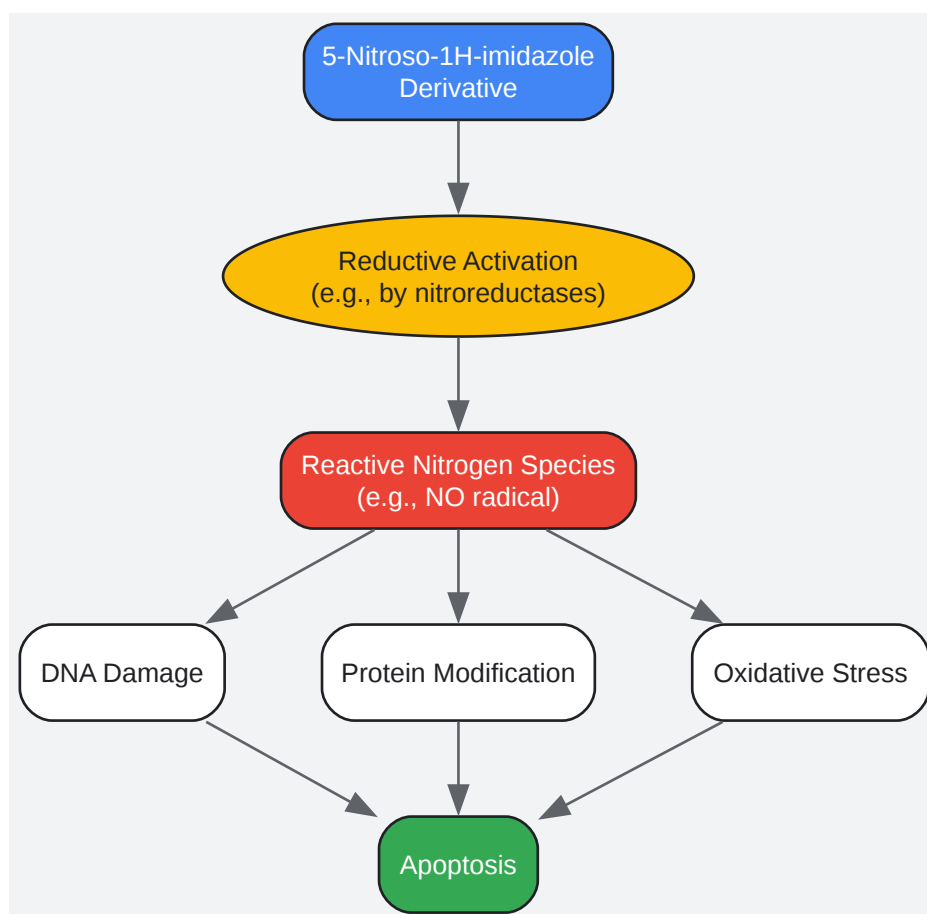 5-Nitroso-1H-imidazole
Derivative
Reductive Activation
(e.g., by nitroreductases)
Reactive Nitrogen Species
(e.g., NO radical)
DNA Damage
Protein Modification
Oxidative Stress
Apoptosis